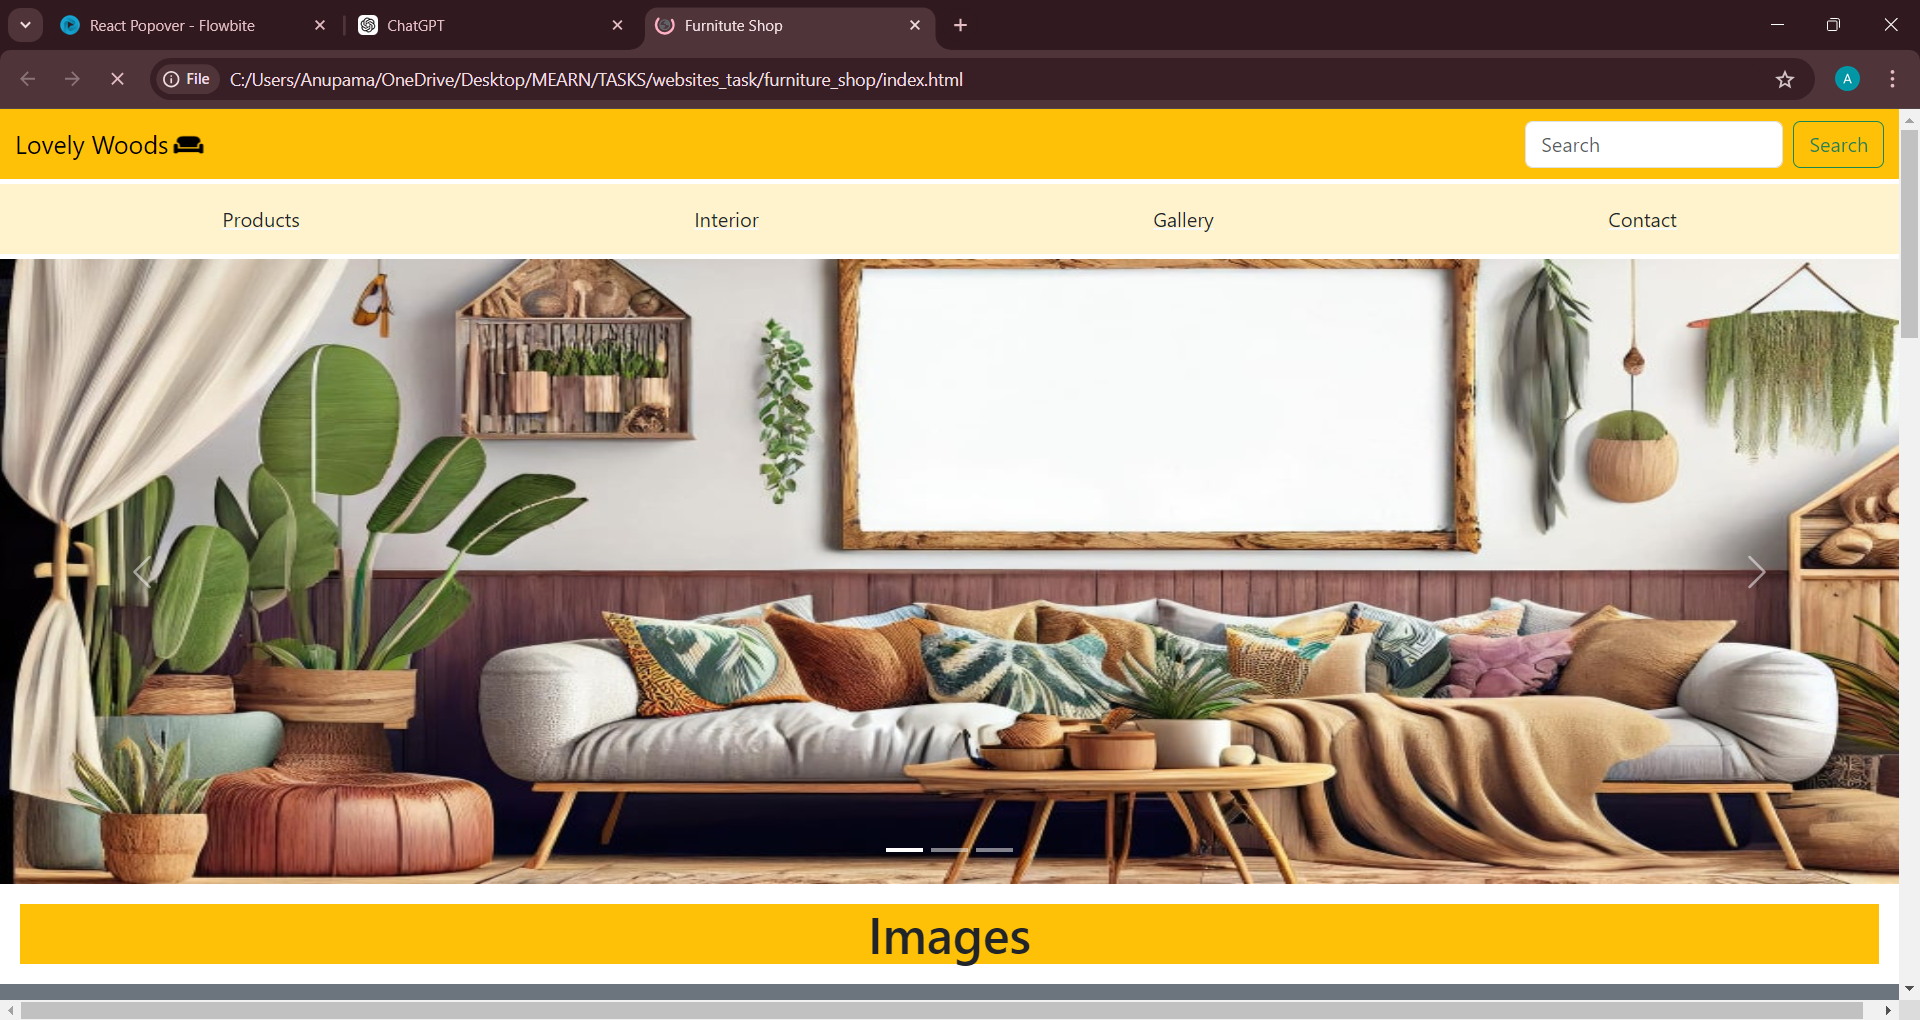 React Popover - Flowbite
ChatGPT
Furnitute Shop
File
C:/Users/Anupama/OneDrive/Desktop/MEARN/TASKS/websites_task/furniture_shop/index.html
A
Lovely Woods
Search
Search
Products
Interior
Gallery
Contact
Images